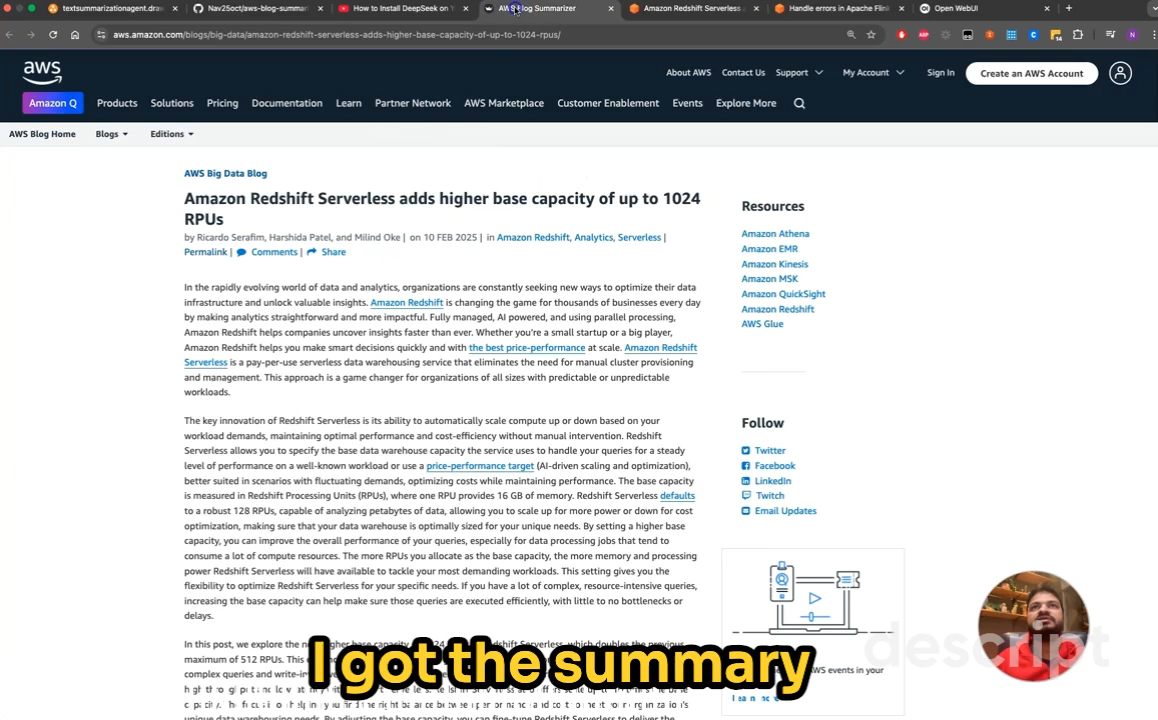 textsummarizationagent.draw
Nav25oct/aws-blog-summar
How to Install DeepSeek on Y
AWS Blog Summarizer
Amazon Redshift Serverless a
Handle errors in Apache Flink
Open WebUI
aws.amazon.com/blogs/big-data/amazon-redshift-serverless-adds-higher-base-capacity-of-up-to-1024-rpus/
aws
About AWS
Contact Us
Support
My Account
Sign In
Create an AWS Account
Amazon Q
Products
Solutions
Pricing
Documentation
Learn
Partner Network
AWS Marketplace
Customer Enablement
Events
Explore More
AWS Blog Home
Blogs
Editions
AWS Big Data Blog
Amazon Redshift Serverless adds higher base capacity of up to 1024
RPUs
by Ricardo Serafim, Harshida Patel, and Milind Oke | on 10 FEB 2025 | in Amazon Redshift, Analytics, Serverless |
Permalink | Comments | Share
In the rapidly evolving world of data and analytics, organizations are constantly seeking new ways to optimize their data
infrastructure and unlock valuable insights. Amazon Redshift is changing the game for thousands of businesses every day
by making analytics straightforward and more impactful. Fully managed, AI powered, and using parallel processing,
Amazon Redshift helps companies uncover insights faster than ever. Whether you're a small startup or a big player,
Amazon Redshift helps you make smart decisions quickly and with the best price-performance at scale. Amazon Redshift
Serverless is a pay-per-use serverless data warehousing service that eliminates the need for manual cluster provisioning
and management. This approach is a game changer for organizations of all sizes with predictable or unpredictable
workloads.
The key innovation of Redshift Serverless is its ability to automatically scale compute up or down based on your
workload demands, maintaining optimal performance and cost-efficiency without manual intervention. Redshift
Serverless allows you to specify the base data warehouse capacity the service uses to handle your queries for a steady
level of performance on a well-known workload or use a price-performance target (AI-driven scaling and optimization),
better suited in scenarios with fluctuating demands, optimizing costs while maintaining performance. The base capacity
is measured in Redshift Processing Units (RPUs), where one RPU provides 16 GB of memory. Redshift Serverless defaults
to a robust 128 RPUs, capable of analyzing petabytes of data, allowing you to scale up for more power or down for cost
optimization, making sure that your data warehouse is optimally sized for your unique needs. By setting a higher base
capacity, you can improve the overall performance of your queries, especially for data processing jobs that tend to
consume a lot of compute resources. The more RPUs you allocate as the base capacity, the more memory and processing
power Redshift Serverless will have available to tackle your most demanding workloads. This setting gives you the
flexibility to optimize Redshift Serverless for your specific needs. If you have a lot of complex, resource-intensive queries,
increasing the base capacity can help make sure those queries are executed efficiently, with little to no bottlenecks or
delays.
In this post, we explore the
Serverless, which doubles the previous
maximum of 512 RPUs. This
complex queries and write-in
Resources
Amazon Athena
Amazon EMR
Amazon Kinesis
Amazon MSK
Amazon QuickSight
Amazon Redshift
AWS Glue
Follow
Twitter
Facebook
LinkedIn
Twitch
Email Updates
events in your
I got the summary
descript